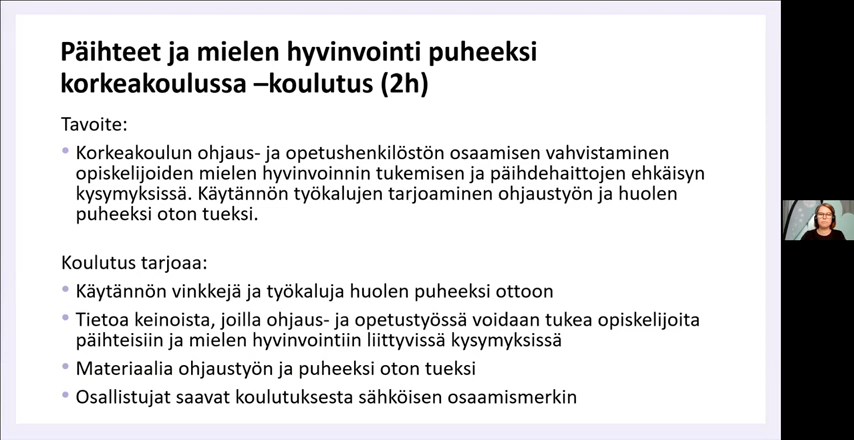 Päihteet ja mielen hyvinvointi puheeksi
korkeakoulussa –koulutus (2h)
Tavoite:
• Korkeakoulun ohjaus- ja opetushenkilöstön osaamisen vahvistaminen
opiskelijoiden mielen hyvinvoinnin tukemisen ja päihdehaittojen ehkäisyn
kysymyksissä. Käytännön työkalujen tarjoaminen ohjaustyön ja huolen
puheeksi oton tueksi.
Koulutus tarjoaa:
• Käytännön vinkkejä ja työkaluja huolen puheeksi ottoon
• Tietoa keinoista, joilla ohjaus- ja opetustyössä voidaan tukea opiskelijoita
päihteisiin ja mielen hyvinvointiin liittyvissä kysymyksissä
• Materiaalia ohjaustyön ja puheeksi oton tueksi
• Osallistujat saavat koulutuksesta sähköisen osaamismerkin